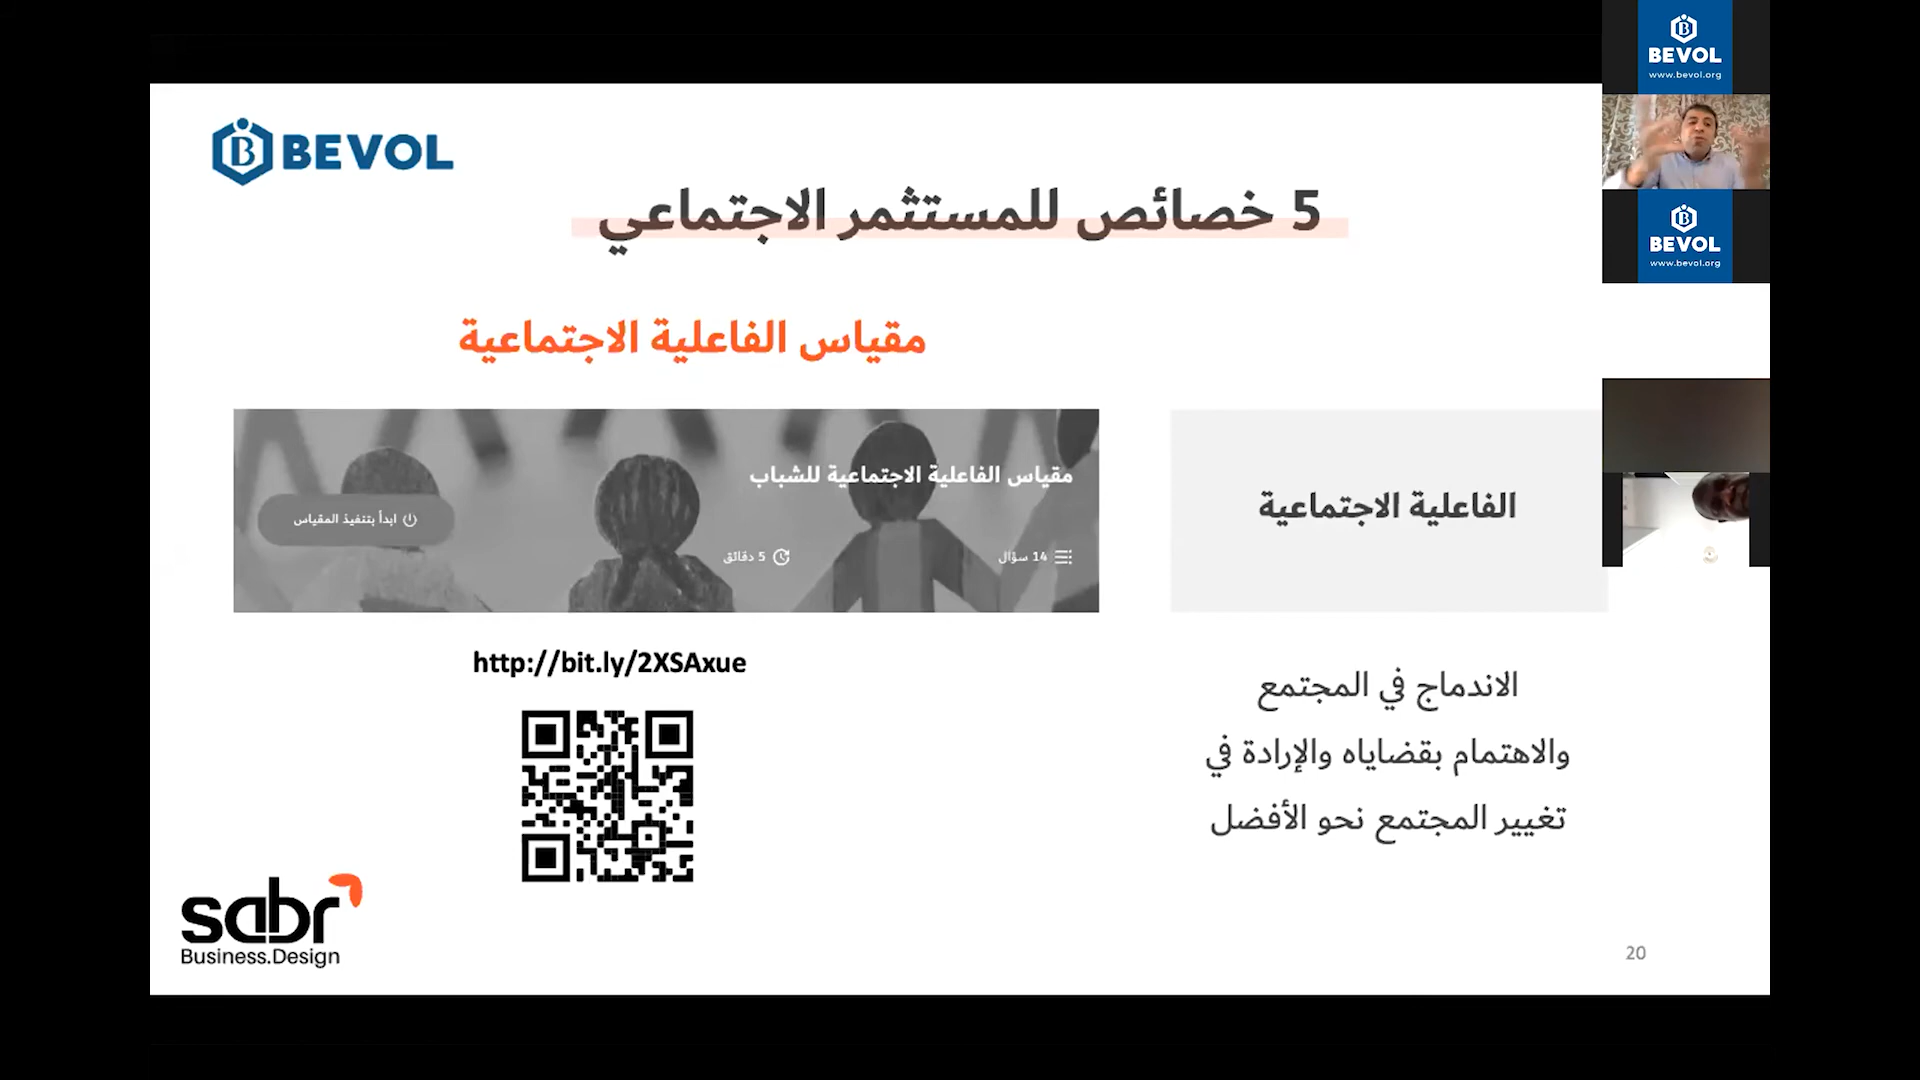 BEVOL
5 خصائص للمستثمر الاجتماعي
مقياس الفاعلية الاجتماعية
مقياس الفاعلية الاجتماعية للشباب
ابدأ بتنفيذ المقياس
14 سؤال
5 دقائق
http://bit.ly/2XSAxue
الفاعلية الاجتماعية
الاندماج في المجتمع
والاهتمام بقضاياه والإرادة في
تغيير المجتمع نحو الأفضل
sabr
Business.Design
20
BEVOL
www.bevol.org
BEVOL
www.bevol.org